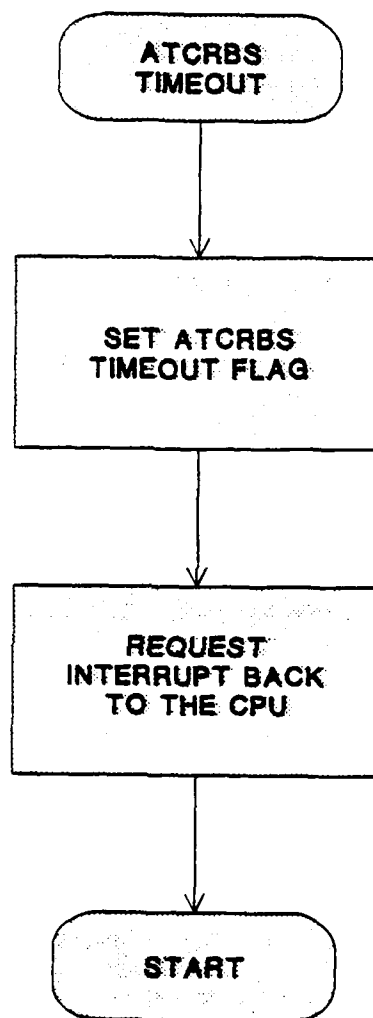 ATCRBS
TIMEOUT
SET ATCRBS
TIMEOUT FLAG
REQUEST
INTERRUPT BACK
TO THE CPU
START